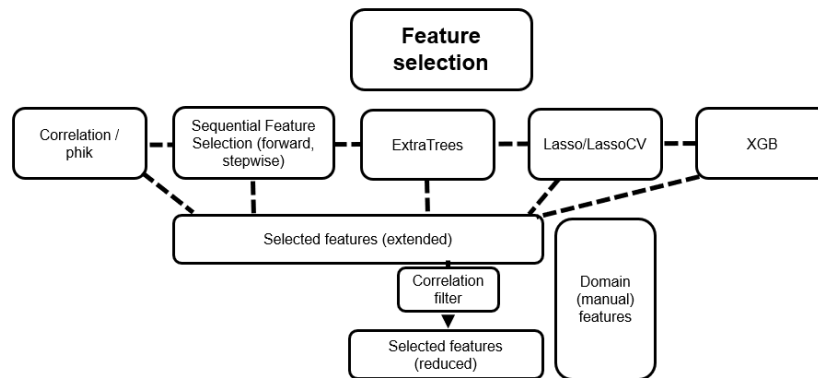 Feature
selection
Correlation /
phik
Sequential Feature
Selection (forward,
stepwise)
ExtraTrees
Lasso/LassoCV
XGB
Selected features (extended)
Correlation
filter
Domain
(manual)
features
Selected features
(reduced)